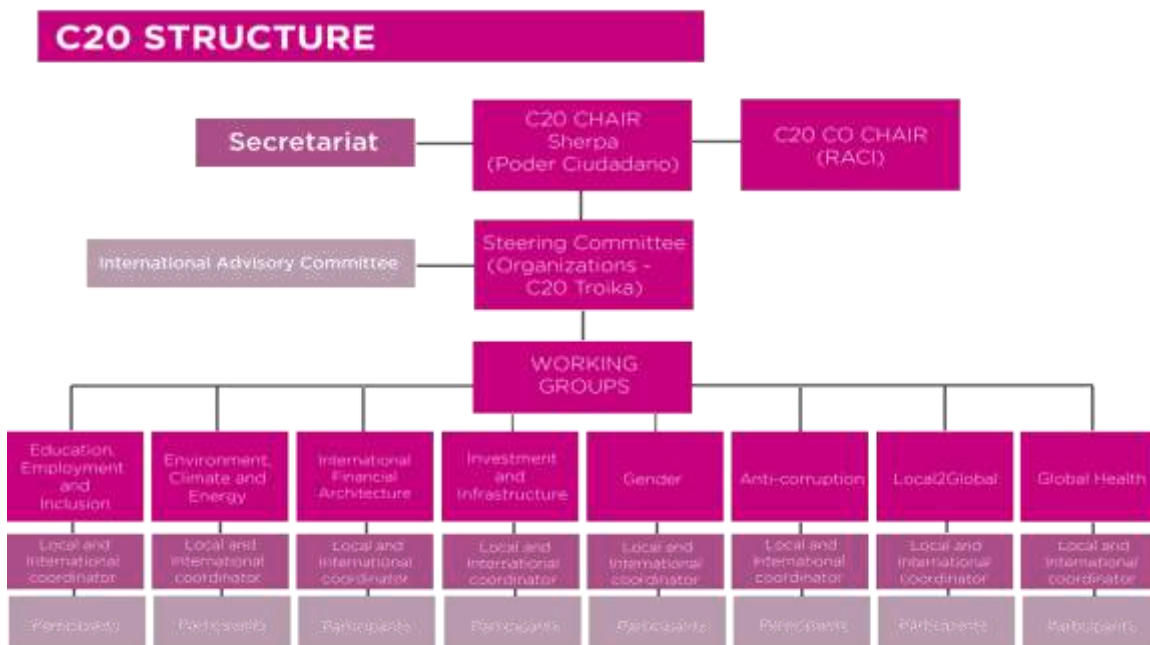 C20 STRUCTURE
Secretariat
C20 CHAIR
Sherpa
(Poder Ciudadano)
C20 CO CHAIR
(RACI)
International Advisory Committee
Steering Committee
(Organizations -
C20 Troika)
WORKING
GROUPS
Education,
Employment
and
Inclusion
Environment,
Climate and
Energy
International
Financial
Architecture
Investment
and
Infrastructure
Gender
Anti-corruption
Local2Global
Global Health
Local and
International
coordinator
Local and
International
coordinator
Local and
International
coordinator
Local and
International
coordinator
Local and
International
coordinator
Local and
International
coordinator
Local and
International
coordinator
Local and
International
coordinator
Participants
Participants
Participants
Participants
Participants
Participants
Participants
Participants